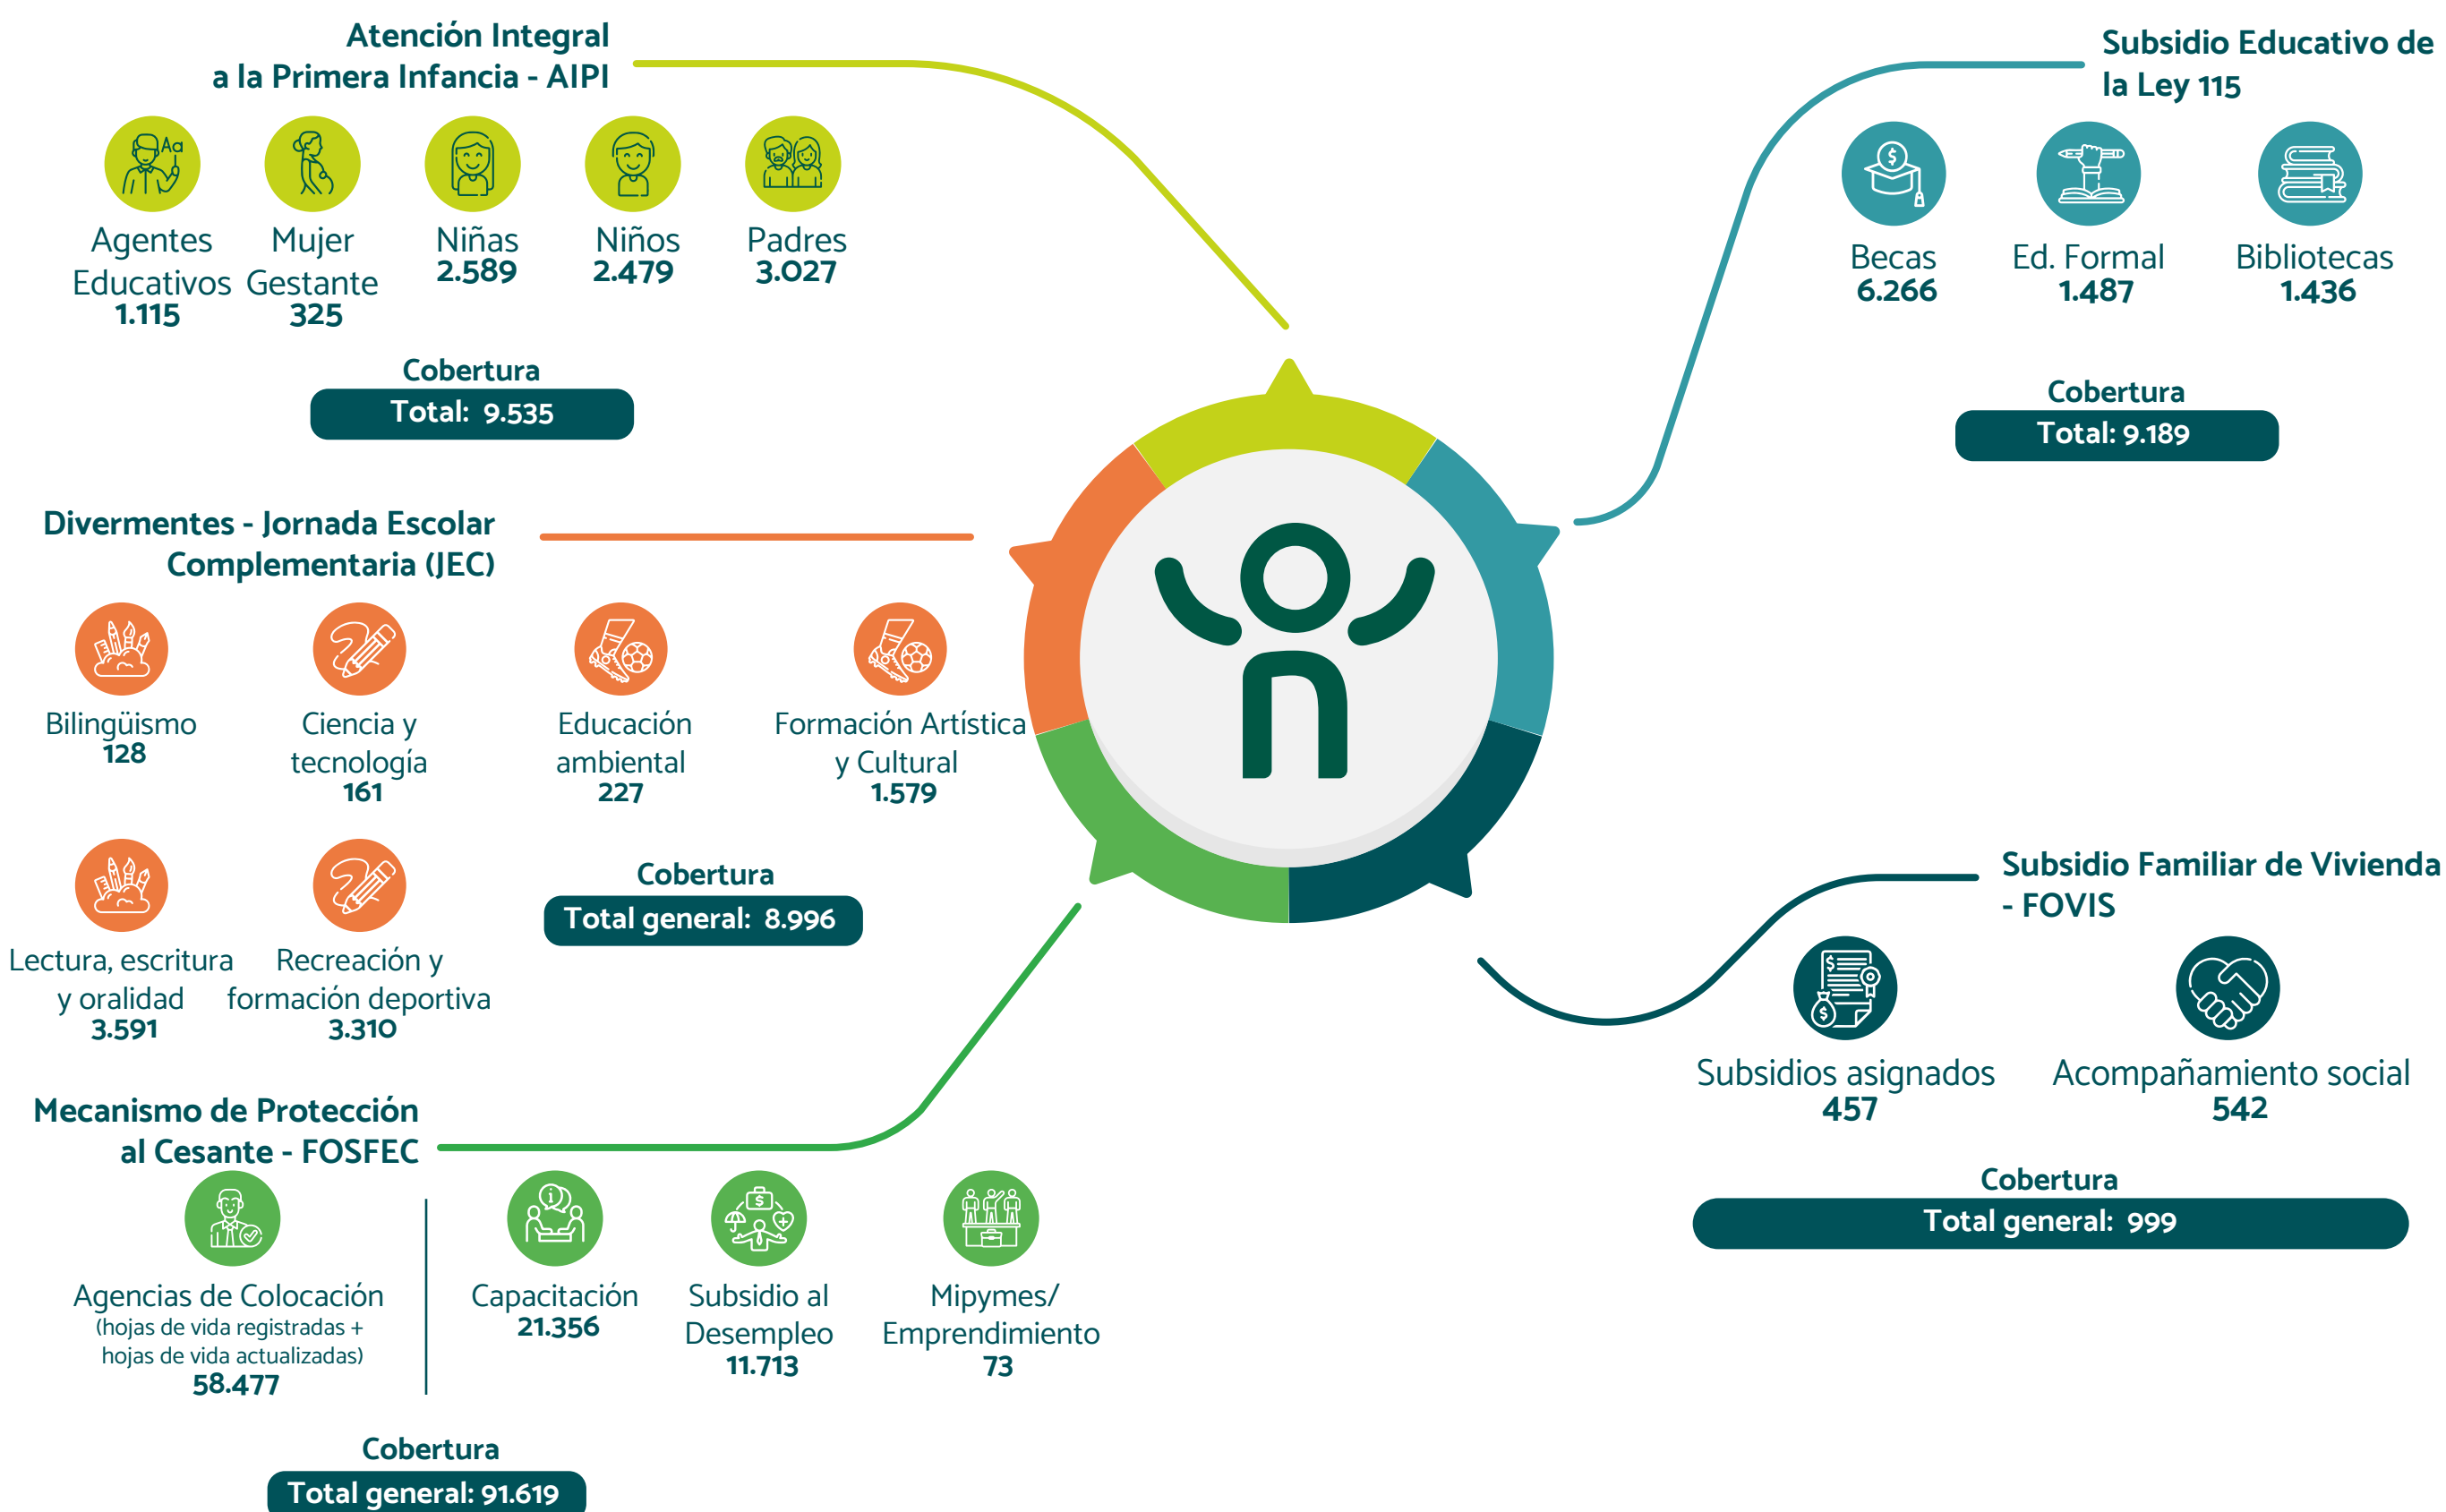 Atención Integral
a la Primera Infancia - AIPI
Aa
Agentes
Educativos
1.115
Mujer
Gestante
325
Niñas
2.589
Niños
2.479
Padres
3.027
Cobertura
Total: 9.535
Subsidio Educativo de
la Ley 115
Becas
6.266
Ed. Formal
1.487
Bibliotecas
1.436
Cobertura
Total: 9.189
Divermentes - Jornada Escolar
Complementaria (JEC)
Bilingüismo
128
Ciencia y
tecnología
161
Educación
ambiental
227
Formación Artística
y Cultural
1.579
Lectura, escritura
y oralidad
3.591
Recreación y
formación deportiva
3.310
Cobertura
Total general: 8.996
Subsidio Familiar de Vivienda
- FOVIS
Subsidios asignados
457
Acompañamiento social
542
Cobertura
Total general: 999
Mecanismo de Protección
al Cesante - FOSFEC
Agencias de Colocación
(hojas de vida registradas +
hojas de vida actualizadas)
58.477
Capacitación
21.356
Subsidio al
Desempleo
11.713
Mipymes/
Emprendimiento
73
Cobertura
Total general: 91.619